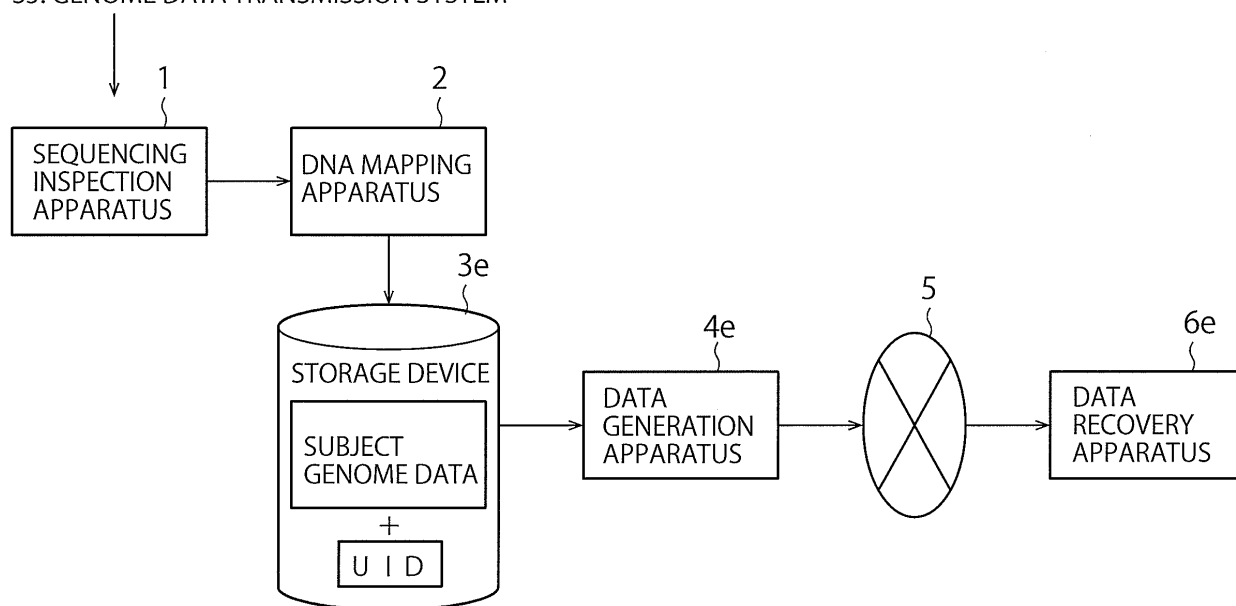 S5: GENOME DATA TRANSMISSION SYSTEM
1
2
SEQUENCING
INSPECTION
APPARATUS
DNA MAPPING
APPARATUS
3e
STORAGE DEVICE
SUBJECT
GENOME DATA
+
U I D
4e
DATA
GENERATION
APPARATUS
5
6e
DATA
RECOVERY
APPARATUS